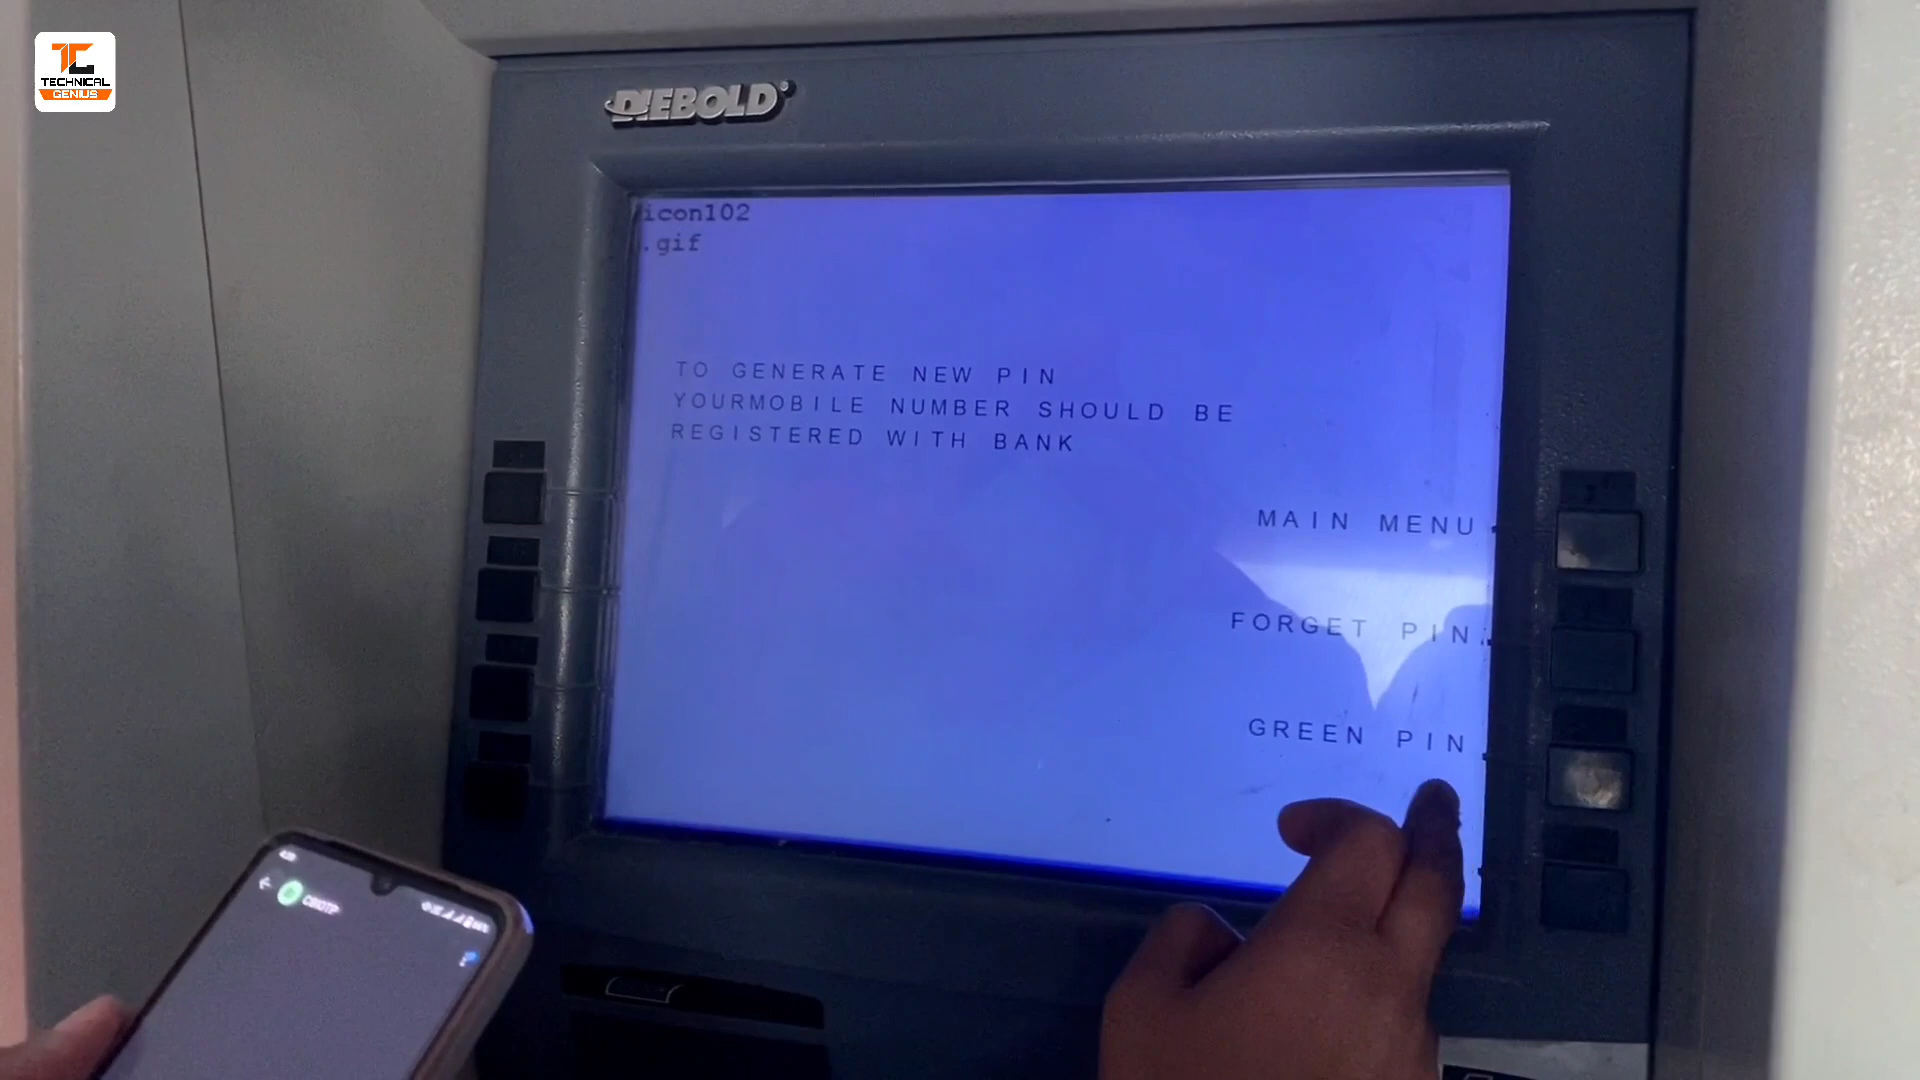 TECHNICAL
GENIUS
DIEBOLD
icon102
.gif
TO GENERATE NEW PIN
YOURMOBILE NUMBER SHOULD BE
REGISTERED WITH BANK
MAIN MENU
FORGET PIN
GREEN PIN